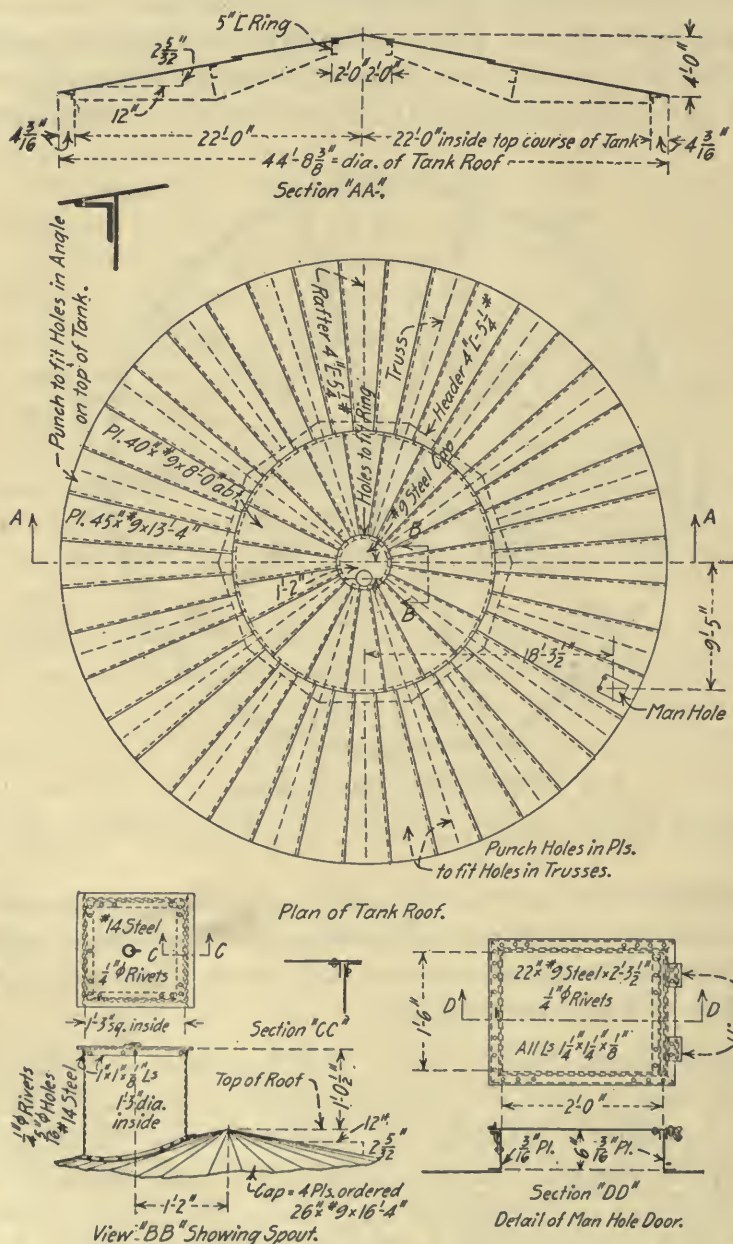 5" [ Ring
2 5/32"
12"
2'-0" 2'-0"
4'-0"
4 3/16"
22'-0"
22'-0" inside top course of Tank
4 3/16"
44'-8 3/8" = dia. of Tank Roof
Section "AA".
Punch to fit Holes in Angle
on top of Tank.
L Rafter 4" [-5 1/4 #
Holes to fit Ring
Truss
Header 4" [-5 1/4 #
#9 Steel Cap
Pl. 40" x #9 x 8'-0" abt
Pl. 45" x #9 x 13'-4"
A
A
B
B
1'-2"
18'-3 1/2"
9'-5"
Man Hole
Punch Holes in Pls.
to fit Holes in Trusses.
Plan of Tank Roof.
#14 Steel
C
C
1/4" φ Rivets
1'-3" sq. inside
Section "CC"
1/4" φ Rivets
5/16" φ Holes
#14 Steel
1" x 1" x 1/8" Ls
1'-3" dia.
inside
Top of Roof
1'-0 1/2"
12"
2 5/32"
1'-2"
Cap = 4 Pls. ordered
26" x #9 x 16'-4"
View "BB" Showing Spout.
22" x #9 Steel x 2'-3 1/2"
1/4" φ Rivets
D
D
1'-6"
All Ls 1 1/4" x 1 1/4" x 1/8"
2'-0"
3/16" Pl.
6"
3/16" Pl.
Section "DD"
Detail of Man Hole Door.